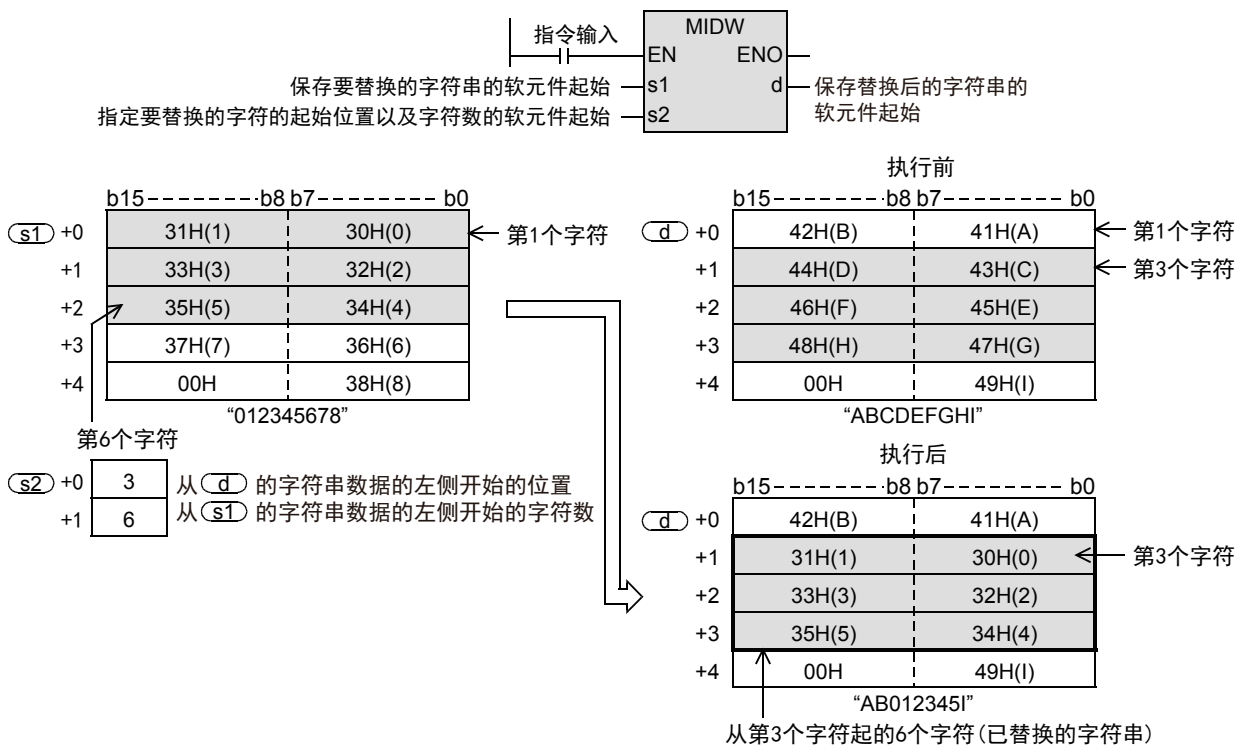 指令输入
MIDW
EN ENO
保存要替换的字符串的软元件起始 s1 d 保存替换后的字符串的
软元件起始
指定要替换的字符的起始位置以及字符数的软元件起始 s2
b15 b8 b7 b0
s1 +0 31H(1) 30H(0) 第1个字符
+1 33H(3) 32H(2)
+2 35H(5) 34H(4)
+3 37H(7) 36H(6)
+4 00H 38H(8)
“012345678”
第6个字符
s2 +0 3 从 d 的字符串数据的左侧开始的位置
+1 6 从 s1 的字符串数据的左侧开始的字符数
执行前
b15 b8 b7 b0
d +0 42H(B) 41H(A) 第1个字符
+1 44H(D) 43H(C) 第3个字符
+2 46H(F) 45H(E)
+3 48H(H) 47H(G)
+4 00H 49H(I)
“ABCDEFGHI”
执行后
b15 b8 b7 b0
d +0 42H(B) 41H(A)
+1 31H(1) 30H(0) 第3个字符
+2 33H(3) 32H(2)
+3 35H(5) 34H(4)
+4 00H 49H(I)
“AB012345I”
从第3个字符起的6个字符(已替换的字符串)